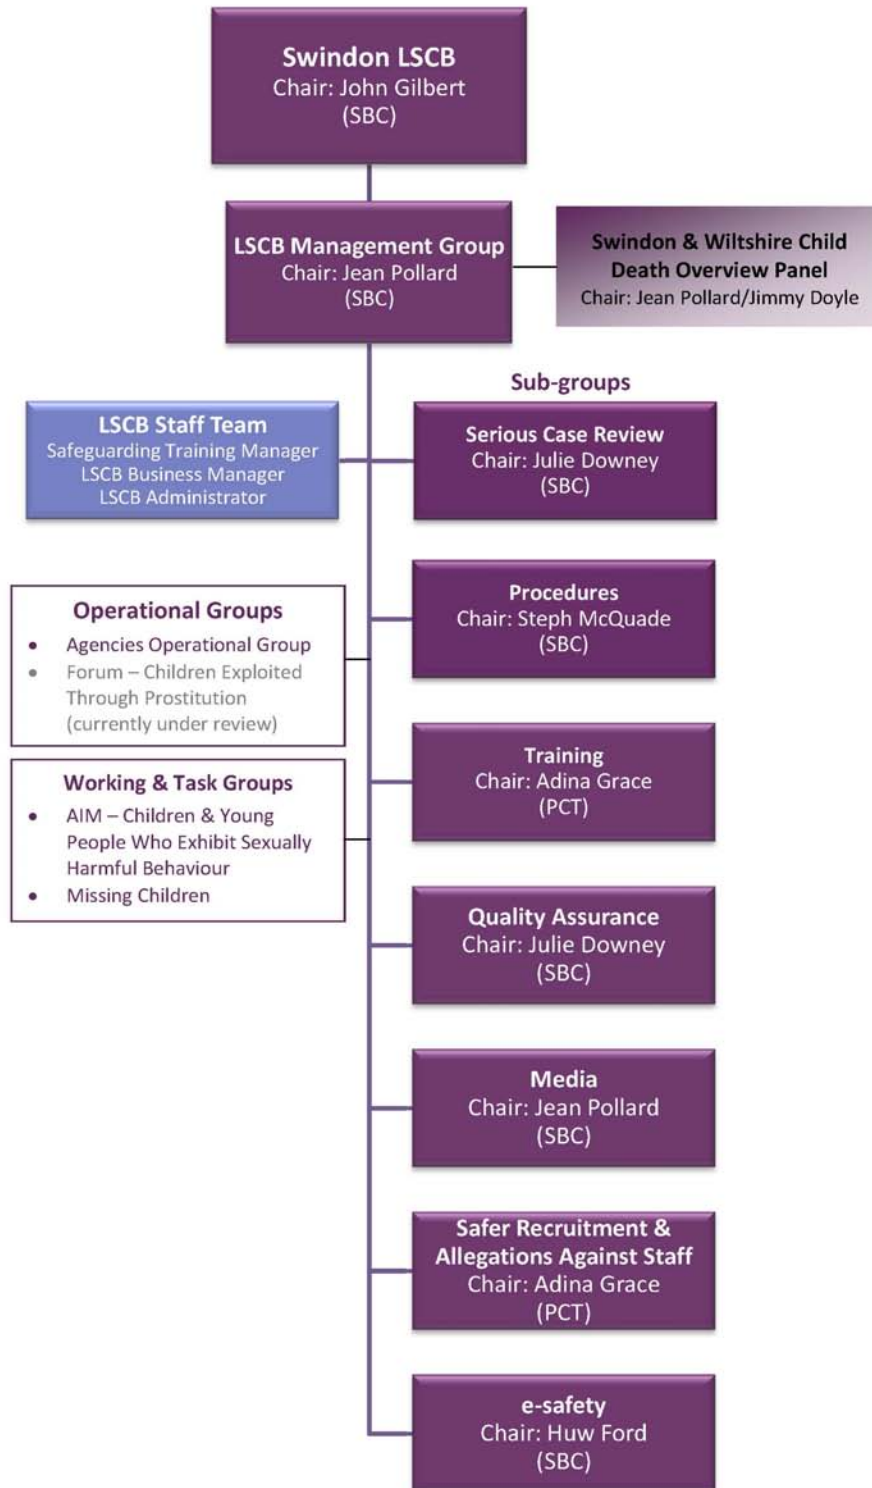 Swindon LSCB
Chair: John Gilbert
(SBC)
LSCB Management Group
Chair: Jean Pollard
(SBC)
Swindon & Wiltshire Child
Death Overview Panel
Chair: Jean Pollard/Jimmy Doyle
Sub-groups
LSCB Staff Team
Safeguarding Training Manager
LSCB Business Manager
LSCB Administrator
Serious Case Review
Chair: Julie Downey
(SBC)
Operational Groups
• Agencies Operational Group
• Forum – Children Exploited
Through Prostitution
(currently under review)
Procedures
Chair: Steph McQuade
(SBC)
Working & Task Groups
• AIM – Children & Young
People Who Exhibit Sexually
Harmful Behaviour
• Missing Children
Training
Chair: Adina Grace
(PCT)
Quality Assurance
Chair: Julie Downey
(SBC)
Media
Chair: Jean Pollard
(SBC)
Safer Recruitment &
Allegations Against Staff
Chair: Adina Grace
(PCT)
e-safety
Chair: Huw Ford
(SBC)